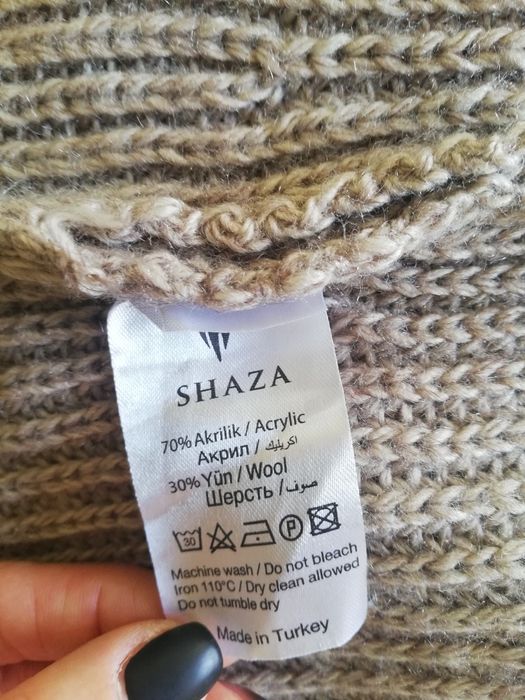 SHAZA
70% Akrilik / Acrylic
Акрил / اكريليك
30% Yün / Wool
Шерсть / صوف
30 P
Machine wash / Do not bleach
Iron 110°C / Dry clean allowed
Do not tumble dry
Made in Turkey